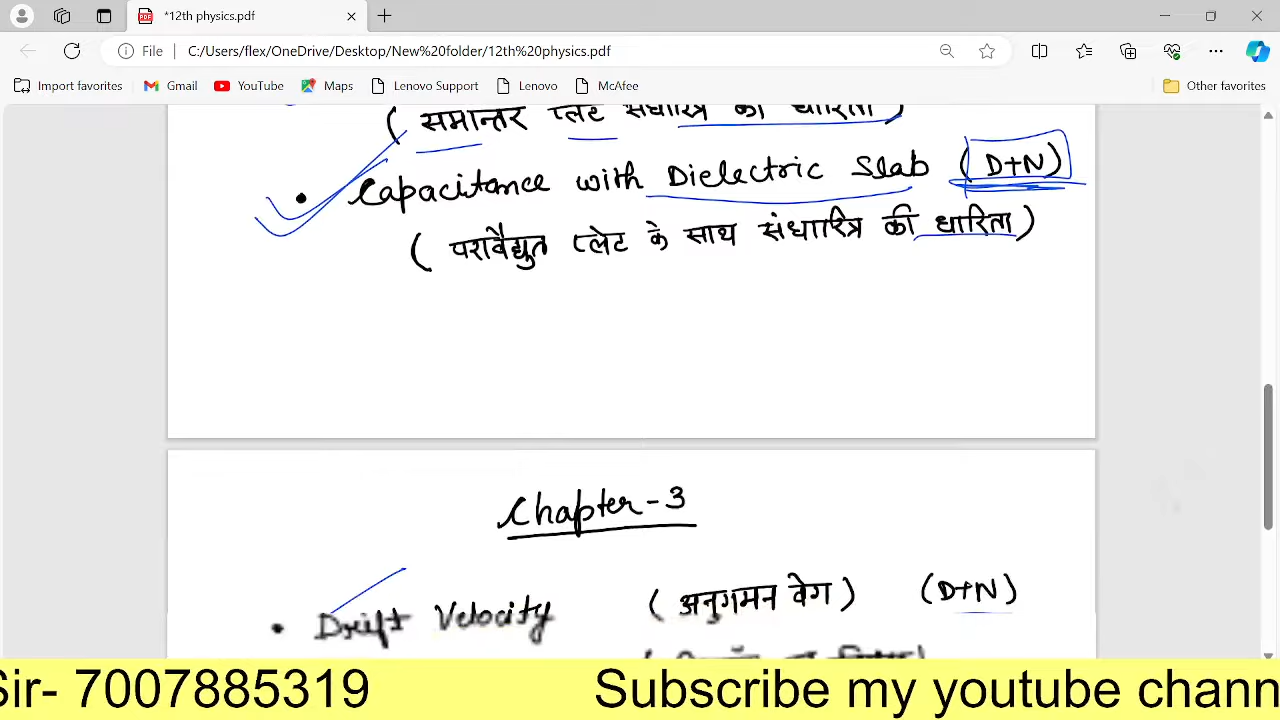 *12th physics.pdf
File C:/Users/flex/OneDrive/Desktop/New%20folder/12th%20physics.pdf
Import favorites Gmail YouTube Maps Lenovo Support Lenovo McAfee Other favorites
( समान्तर प्लेट संधारित्र की धारिता )
• Capacitance with Dielectric Slab (D+N)
( परावैद्युत प्लेट के साथ संधारित्र की धारिता )
Chapter-3
• Drift Velocity ( अनुगमन वेग ) (D+N)
Sir- 7007885319 Subscribe my youtube chann